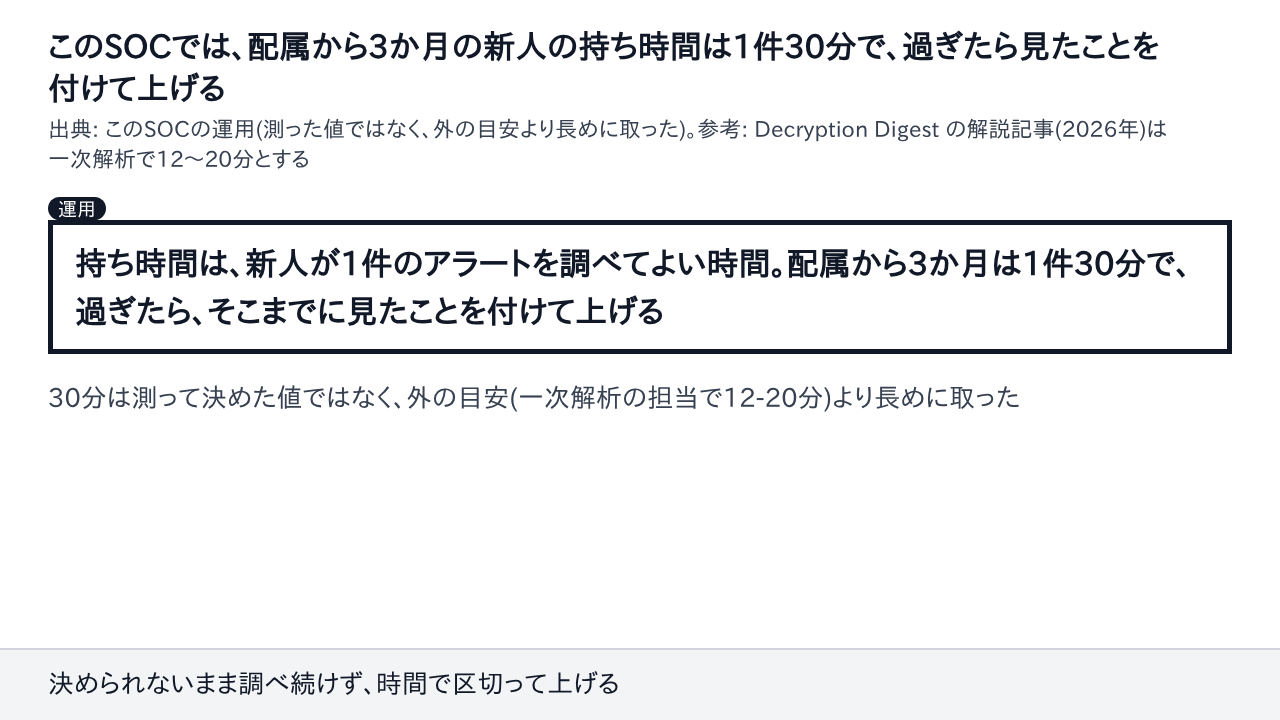 このSOCでは、配属から3か月の新人の持ち時間は1件30分で、過ぎたら見たことを
付けて上げる
出典: このSOCの運用(測った値ではなく、外の目安より長めに取った)。参考: Decryption Digest の解説記事(2026年)は
一次解析で12〜20分とする
運用
持ち時間は、新人が1件のアラートを調べてよい時間。配属から3か月は1件30分で、
過ぎたら、そこまでに見たことを付けて上げる
30分は測って決めた値ではなく、外の目安(一次解析の担当で12-20分)より長めに取った
決められないまま調べ続けず、時間で区切って上げる